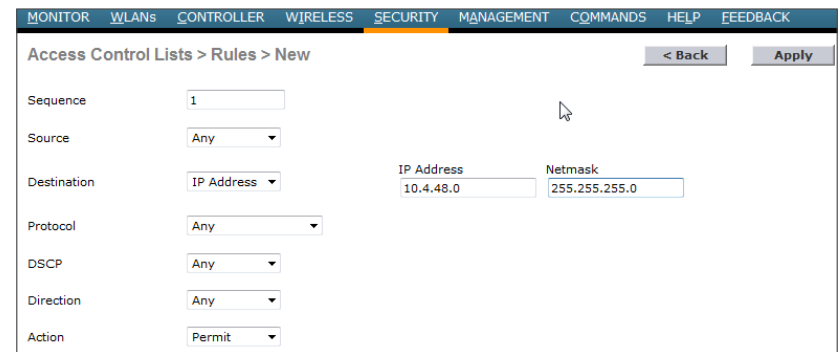 MONITOR WLANs CONTROLLER WIRELESS SECURITY MANAGEMENT COMMANDS HELP FEEDBACK
Access Control Lists > Rules > New < Back Apply
Sequence 1
Source Any
IP Address Netmask
Destination IP Address 10.4.48.0 255.255.255.0
Protocol Any
DSCP Any
Direction Any
Action Permit